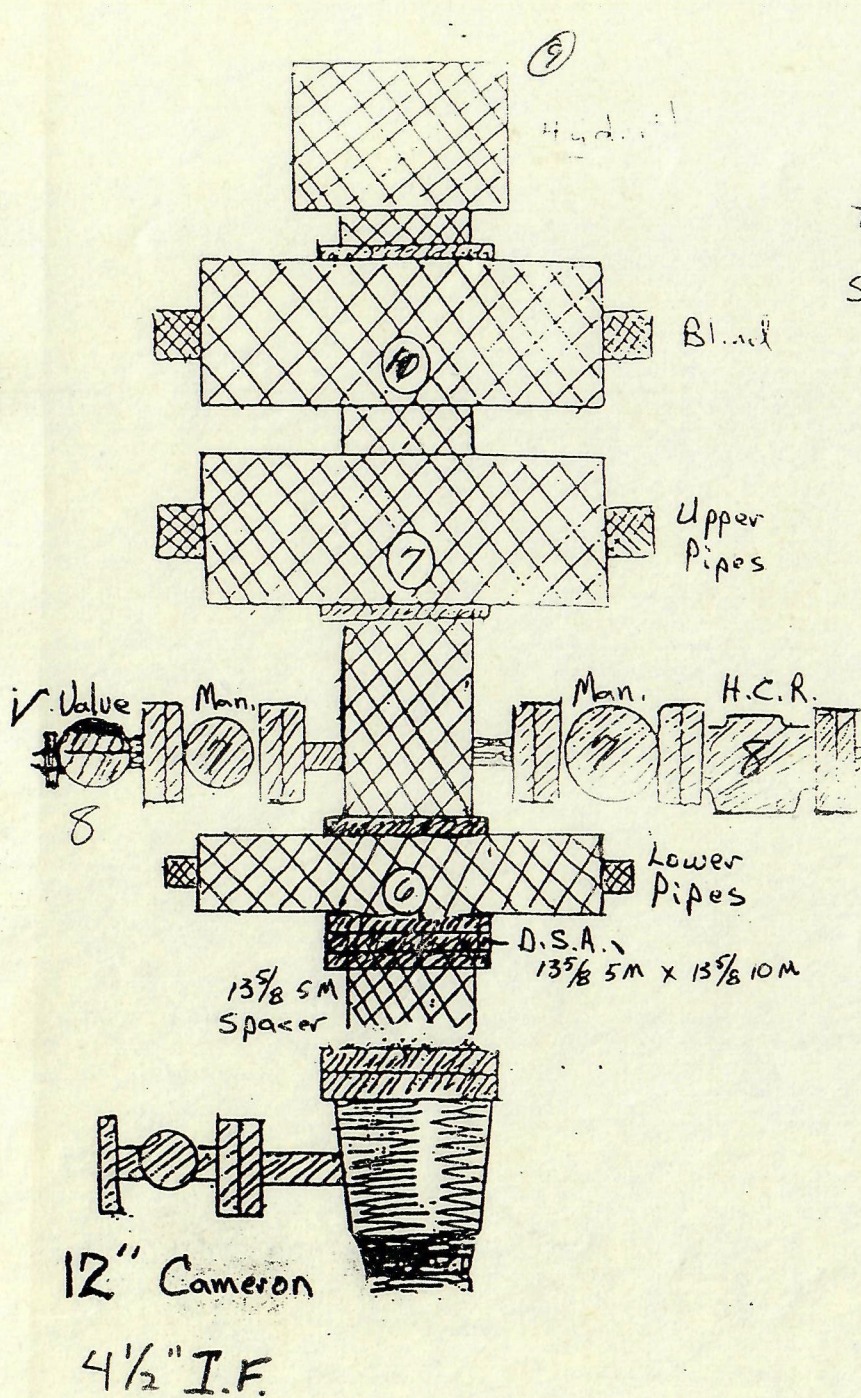 9
Blind
10
7
Upper
Pipes
V. Valve
Man.
7
8
Man.
7
H.C.R.
8
6
Lower
Pipes
D.S.A.
13 5/8 5M x 13 5/8 10M
13 5/8 5M
Spacer
12" Cameron
4 1/2" I.F.